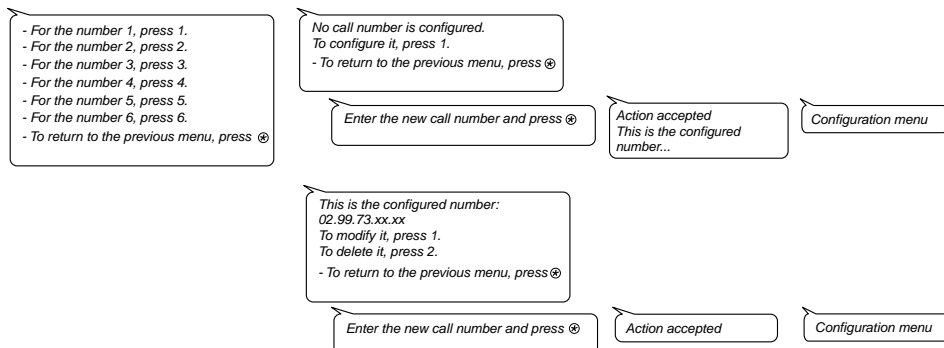 - For the number 1, press 1.
- For the number 2, press 2.
- For the number 3, press 3.
- For the number 4, press 4.
- For the number 5, press 5.
- For the number 6, press 6.
- To return to the previous menu, press ⊛
No call number is configured.
To configure it, press 1.
- To return to the previous menu, press ⊛
Enter the new call number and press ⊛
Action accepted
This is the configured
number...
Configuration menu
This is the configured number:
02.99.73.xx.xx
To modify it, press 1.
To delete it, press 2.
- To return to the previous menu, press ⊛
Enter the new call number and press ⊛
Action accepted
Configuration menu